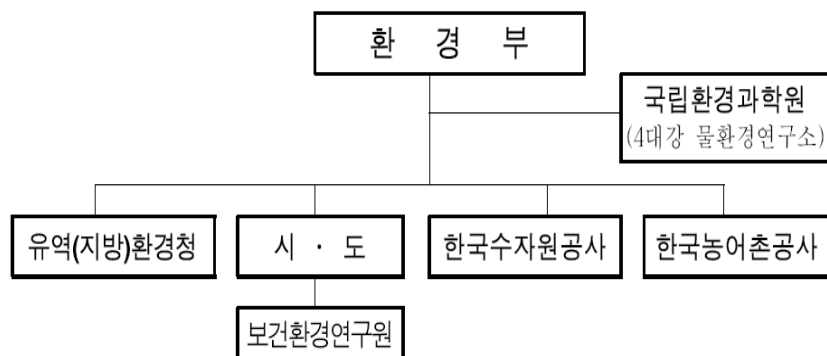 환 경 부
국립환경과학원
(4대강 물환경연구소)
유역(지방)환경청
시 · 도
한국수자원공사
한국농어촌공사
보건환경연구원